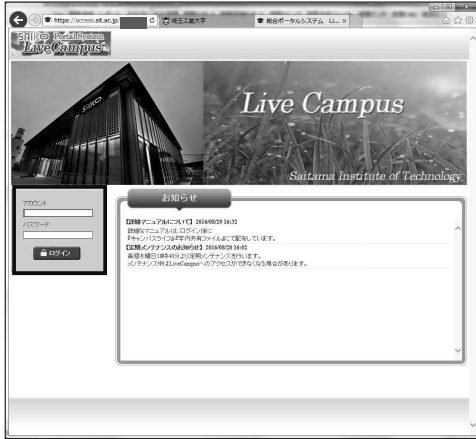 https://access.sit.ac.jp
埼玉工業大学
総合ポータルシステム Li... ×
SAIKO Portal System
LiveCampus
SAIKO
Live Campus
Saitama Institute of Technology
アカウント
パスワード
ログイン
お知らせ
【詳細マニュアルについて】 2016/08/29 16:32
詳細なマニュアルは、ログイン後に
『キャンパスライフ』『学内共有ファイル』にて配布しています。
【定期メンテナンスのお知らせ】 2016/08/28 16:02
毎週木曜日18時40分より定期メンテナンスを行います。
メンテナンス中はLiveCampusへのアクセスができなくなる場合があります。